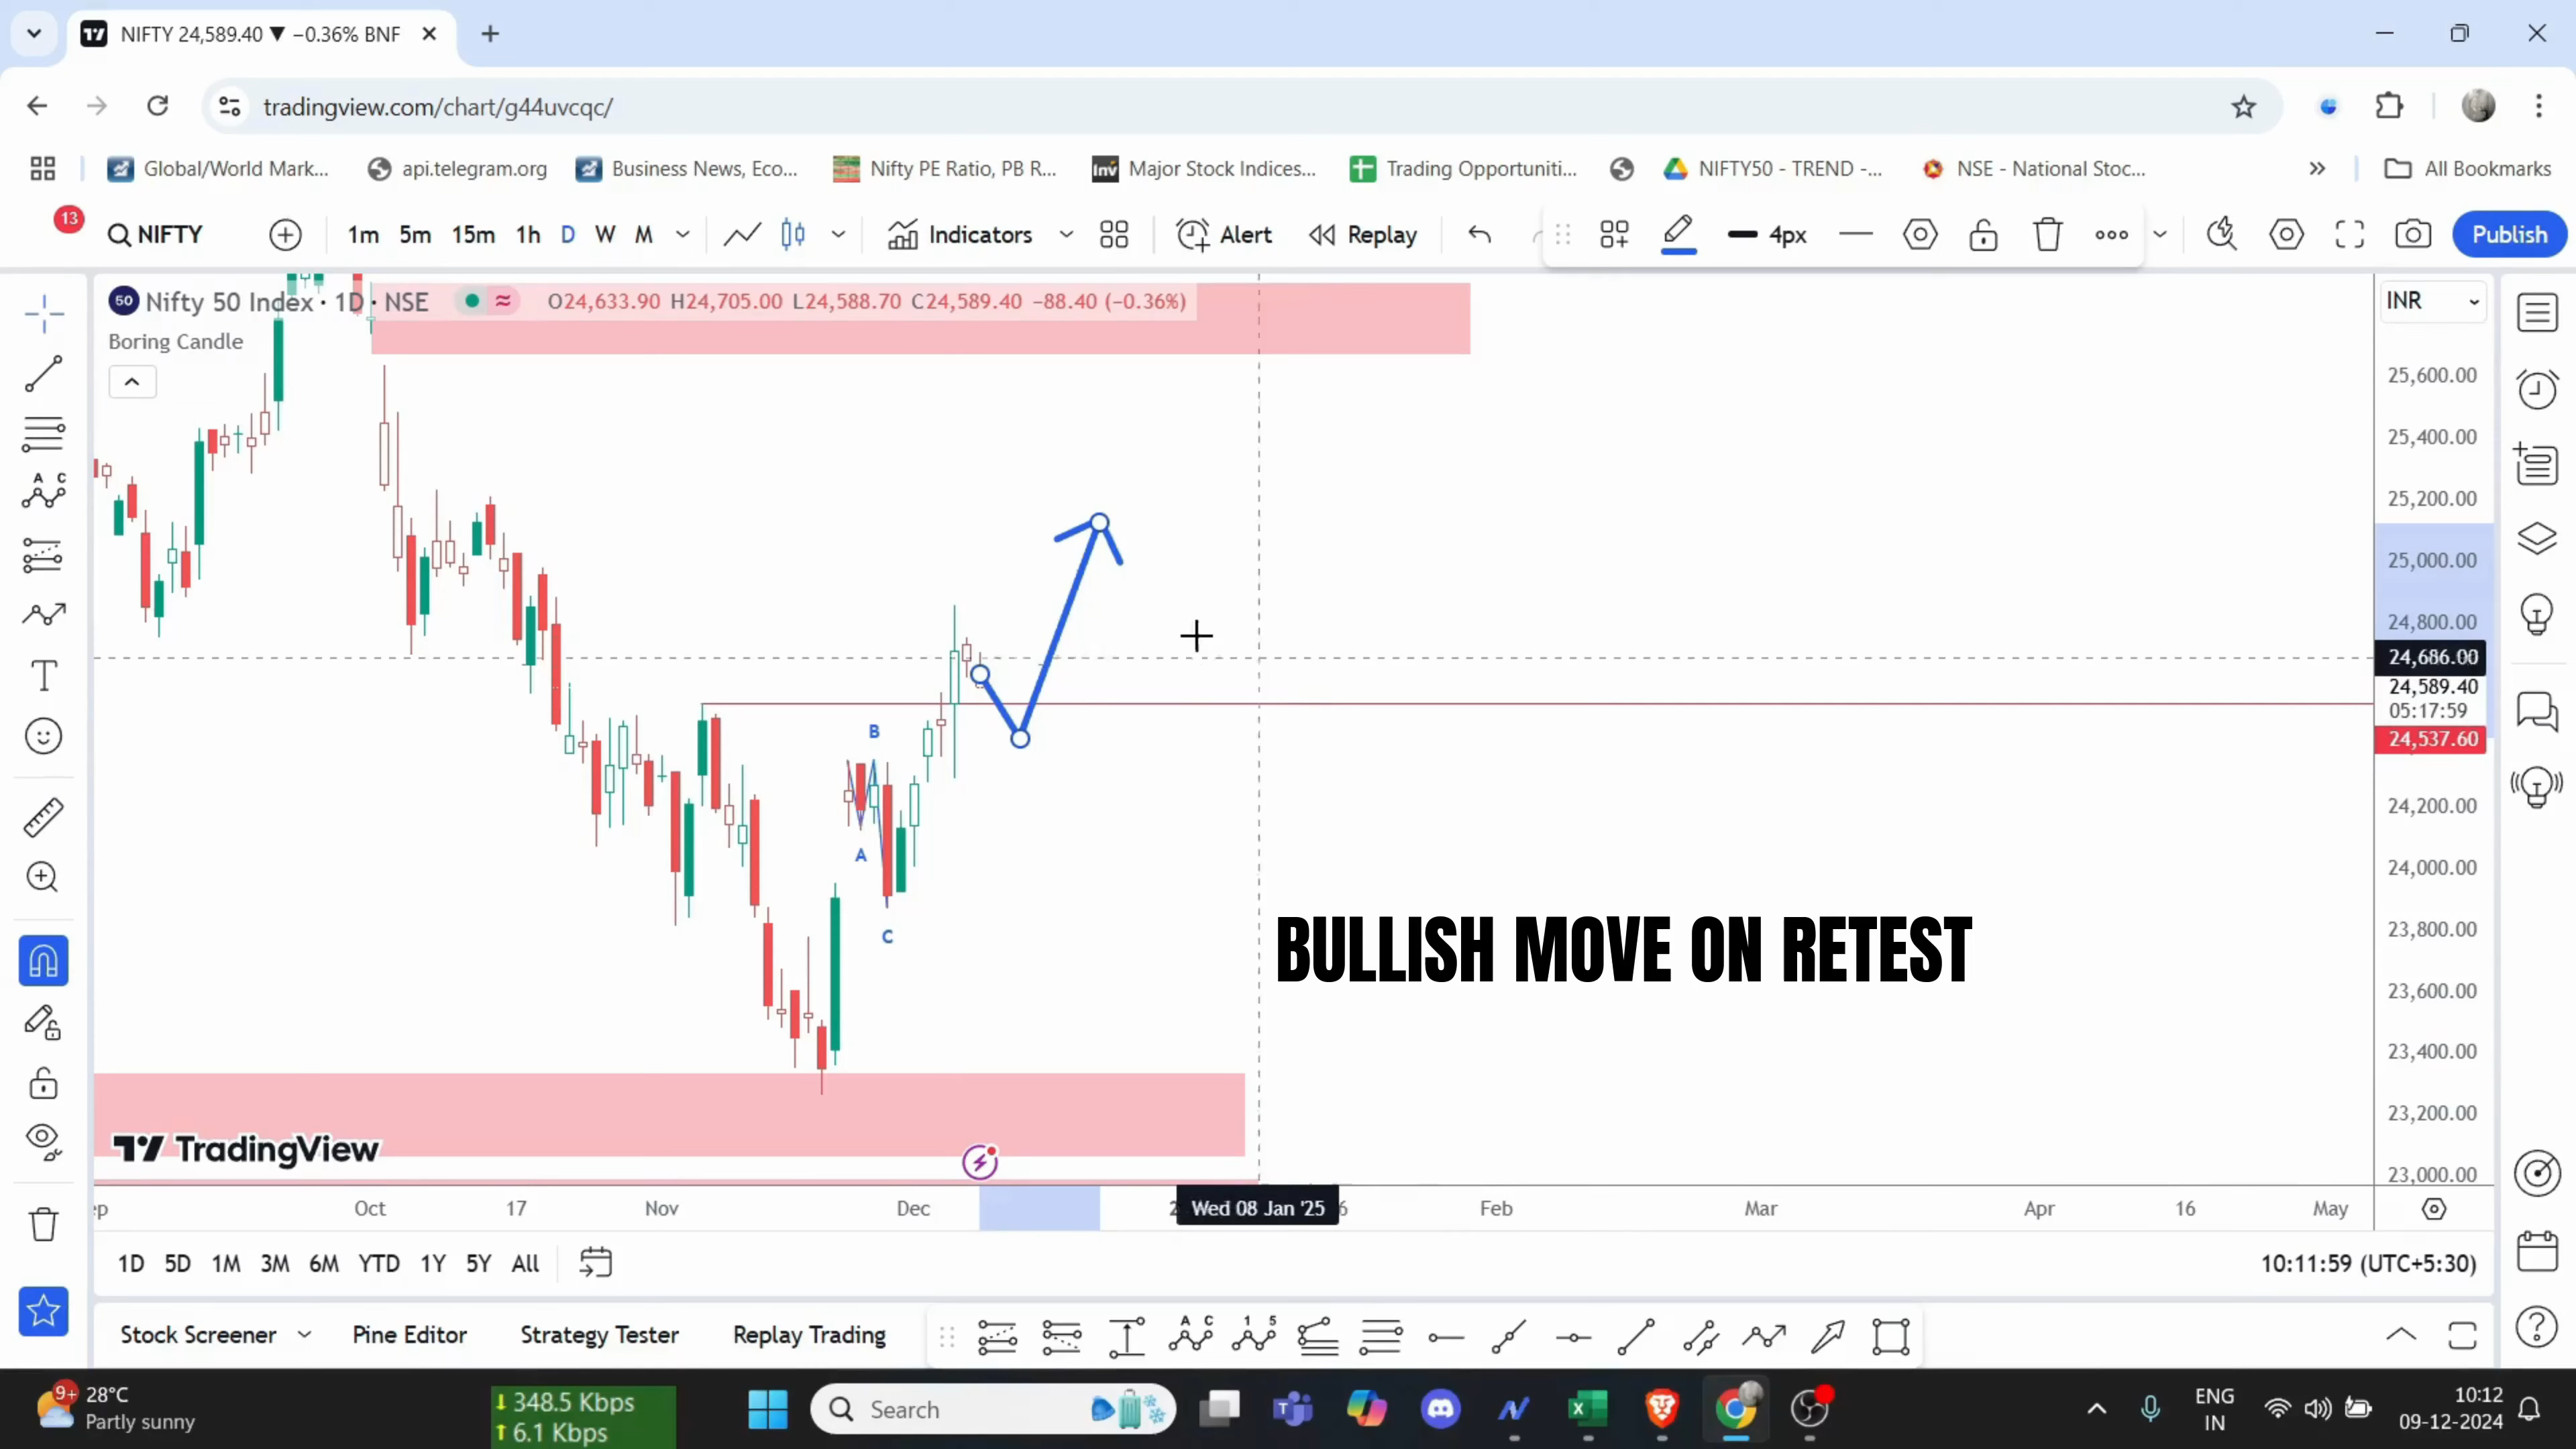 NIFTY 24,589.40 ▼ −0.36% BNF
tradingview.com/chart/g44uvcqc/
Global/World Mark...
api.telegram.org
Business News, Eco...
Nifty PE Ratio, PB R...
Inv Major Stock Indices...
Trading Opportuniti...
NIFTY50 - TREND -...
NSE - National Stoc...
All Bookmarks
13
NIFTY
1m 5m 15m 1h D W M
Indicators
Alert
Replay
4px
Publish
50 Nifty 50 Index · 1D · NSE
O24,633.90 H24,705.00 L24,588.70 C24,589.40 −88.40 (−0.36%)
INR
Boring Candle
25,600.00
25,400.00
25,200.00
25,000.00
24,800.00
24,686.00
24,589.40
05:17:59
24,537.60
24,200.00
24,000.00
23,800.00
23,600.00
23,400.00
23,200.00
23,000.00
B
A
C
BULLISH MOVE ON RETEST
TradingView
Oct 17 Nov Dec Wed 08 Jan '25 Feb Mar Apr 16 May
1D 5D 1M 3M 6M YTD 1Y 5Y All
10:11:59 (UTC+5:30)
Stock Screener
Pine Editor
Strategy Tester
Replay Trading
9+
28°C
Partly sunny
348.5 Kbps
6.1 Kbps
Search
ENG
IN
10:12
09-12-2024